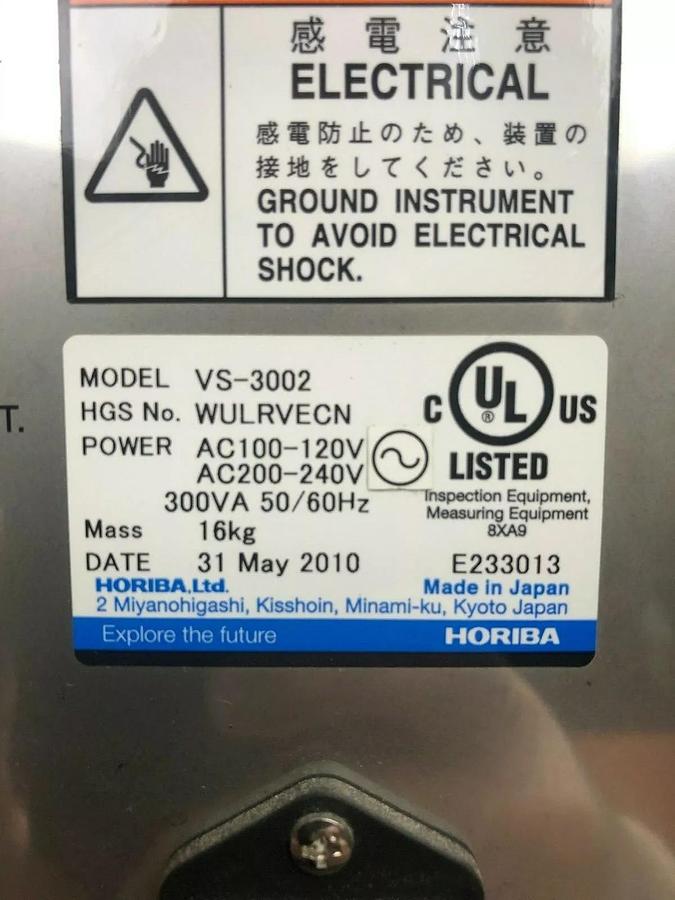 感電注意
ELECTRICAL
感電防止のため、装置の
接地をしてください。
GROUND INSTRUMENT
TO AVOID ELECTRICAL
SHOCK.
T.
MODEL VS-3002
HGS No. WULRVECN
POWER AC100-120V
AC200-240V
300VA 50/60Hz
Mass 16kg
DATE 31 May 2010
C UL ® US
LISTED
Inspection Equipment,
Measuring Equipment
8XA9
E233013
HORIBA,Ltd. Made in Japan
2 Miyanohigashi, Kisshoin, Minami-ku, Kyoto Japan
Explore the future HORIBA